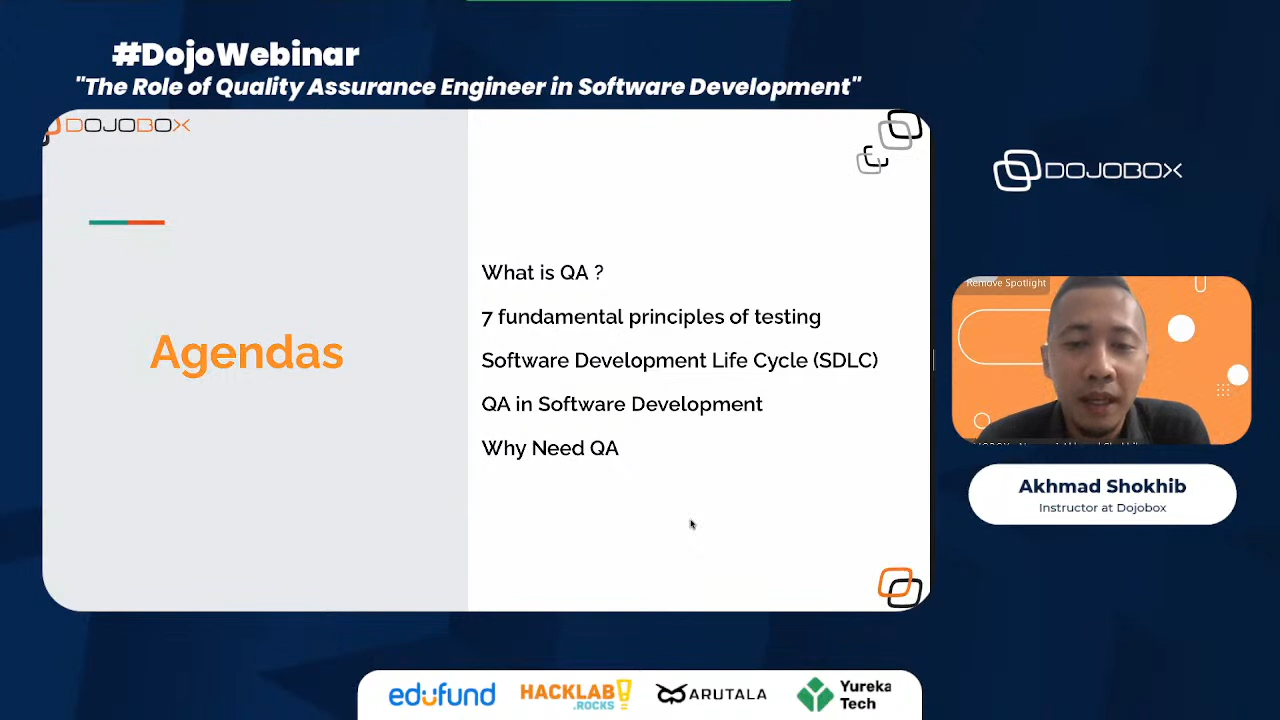 #DojoWebinar
"The Role of Quality Assurance Engineer in Software Development"
DOJOBOX
Agendas
What is QA ?
7 fundamental principles of testing
Software Development Life Cycle (SDLC)
QA in Software Development
Why Need QA
DOJOBOX
Remove Spotlight
Akhmad Shokhib
Instructor at Dojobox
edufund
HACKLAB!
.ROCKS
ARUTALA
Yureka
Tech